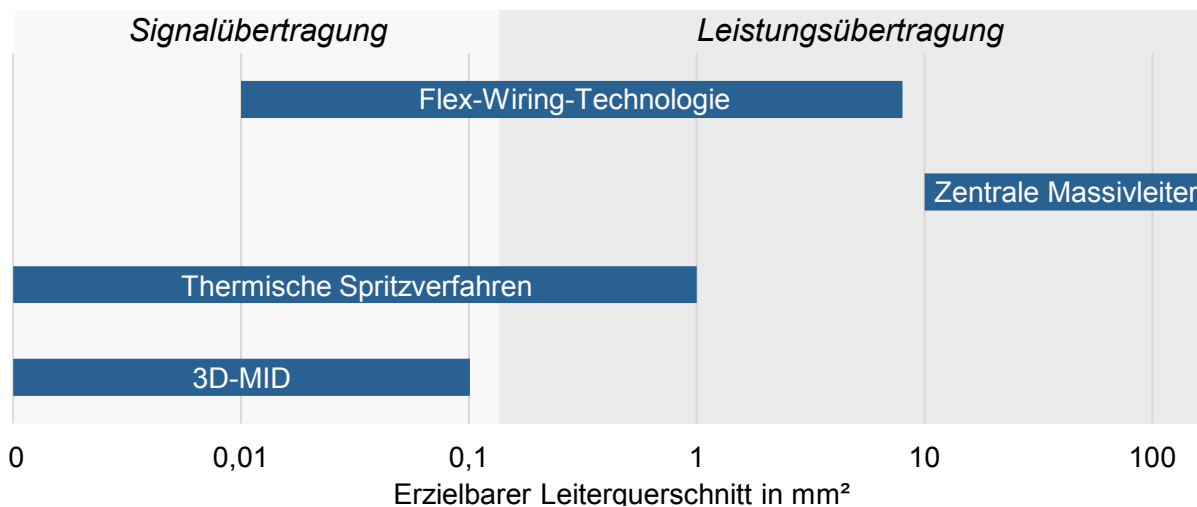 Signalübertragung Leistungsübertragung
Flex-Wiring-Technologie
Zentrale Massivleiter
Thermische Spritzverfahren
3D-MID
0 0,01 0,1 1 10 100
Erzielbarer Leiterquerschnitt in mm²